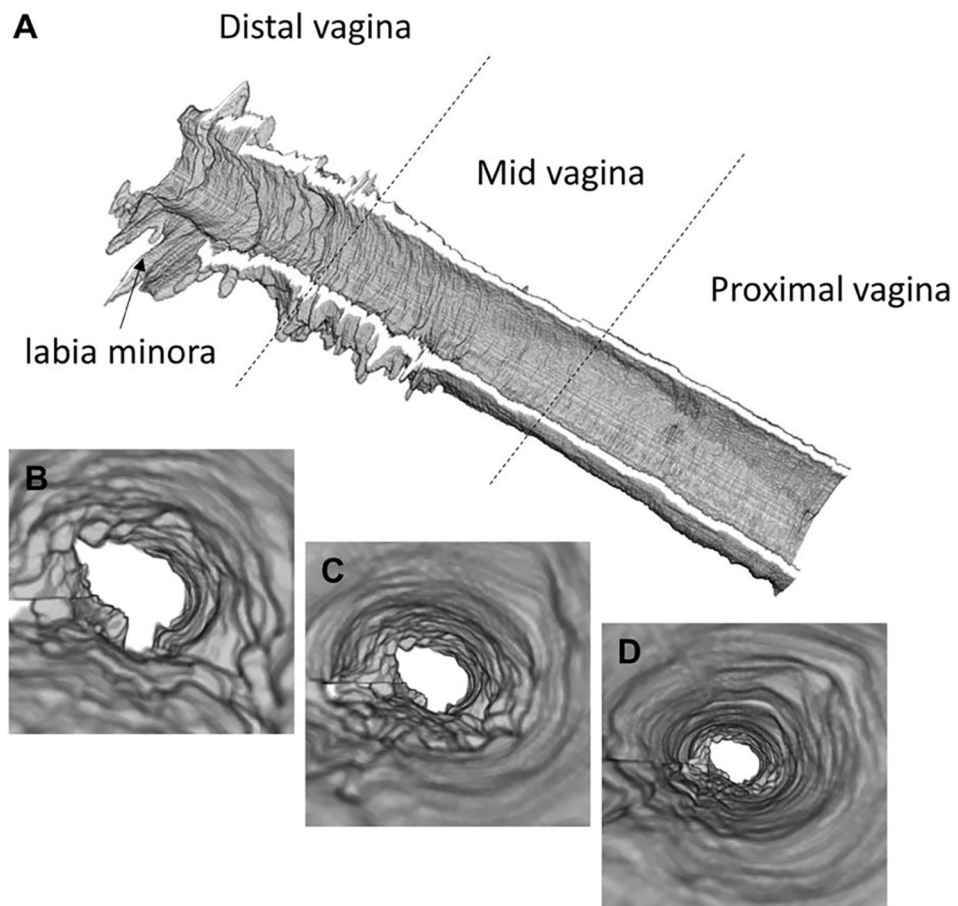 A
Distal vagina
Mid vagina
Proximal vagina
labia minora
B
C
D